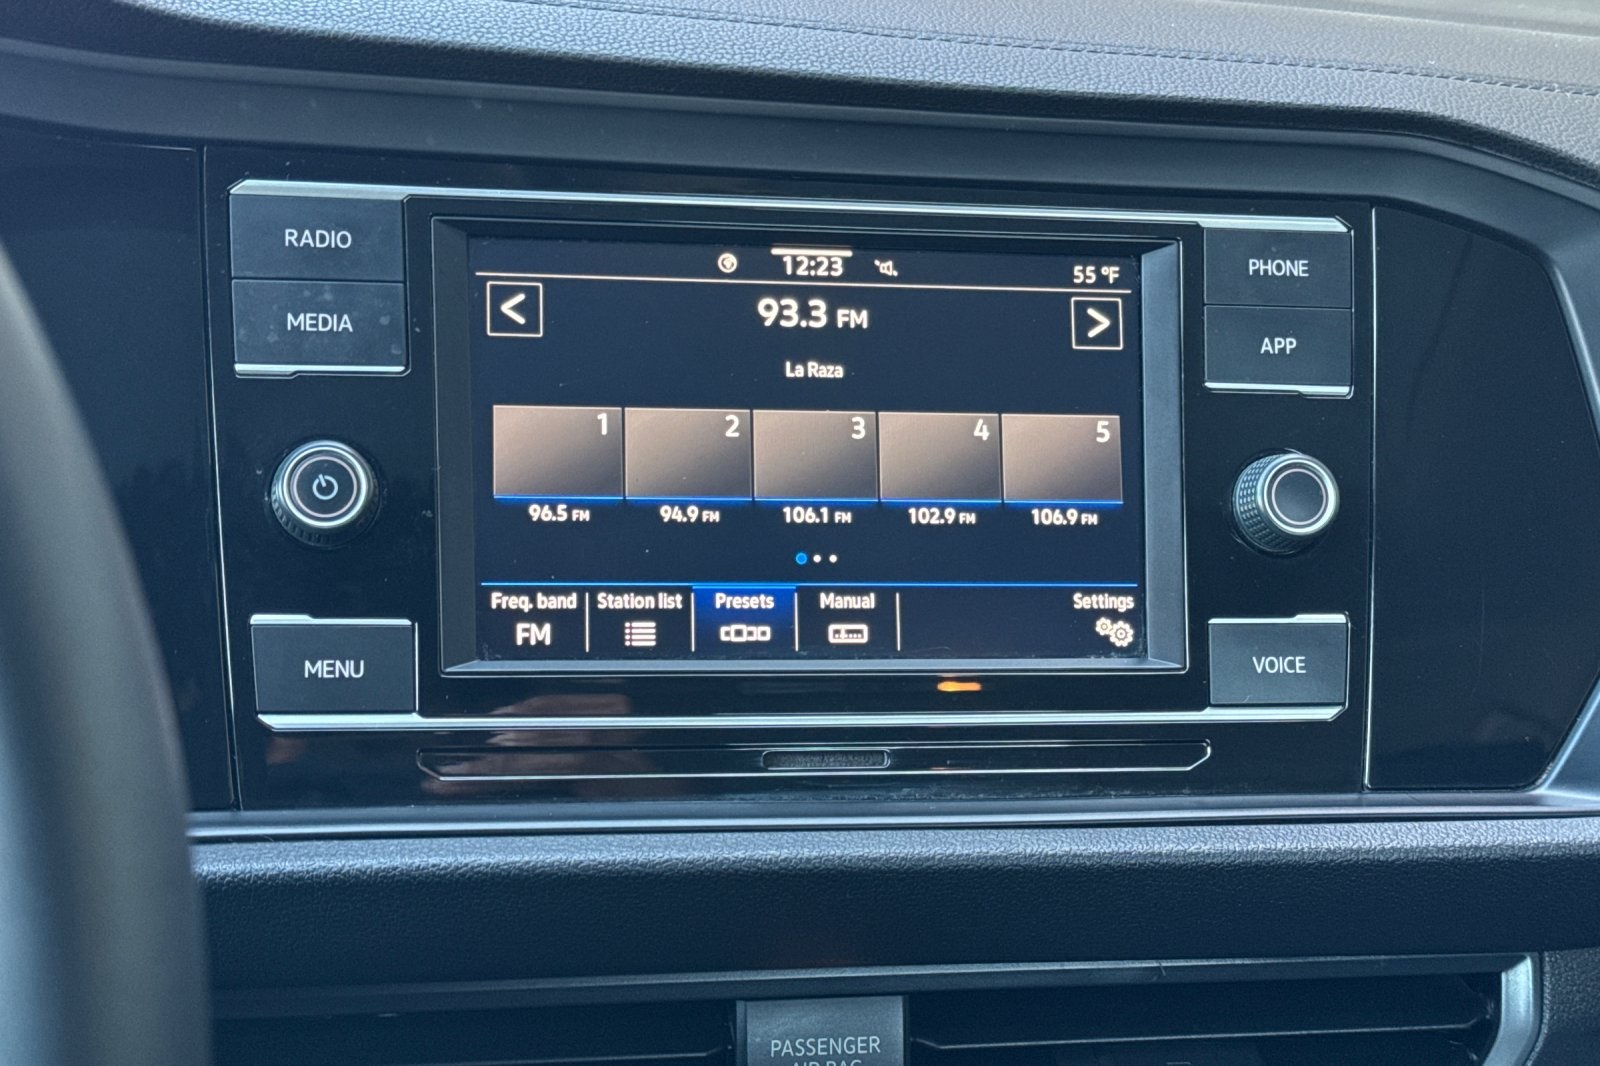 RADIO
MEDIA
MENU
12:23
55 °F
<
93.3 FM
>
La Raza
1
2
3
4
5
96.5 FM
94.9 FM
106.1 FM
102.9 FM
106.9 FM
Freq. band
Station list
Presets
Manual
Settings
FM
PHONE
APP
VOICE
PASSENGER
AIR BAG